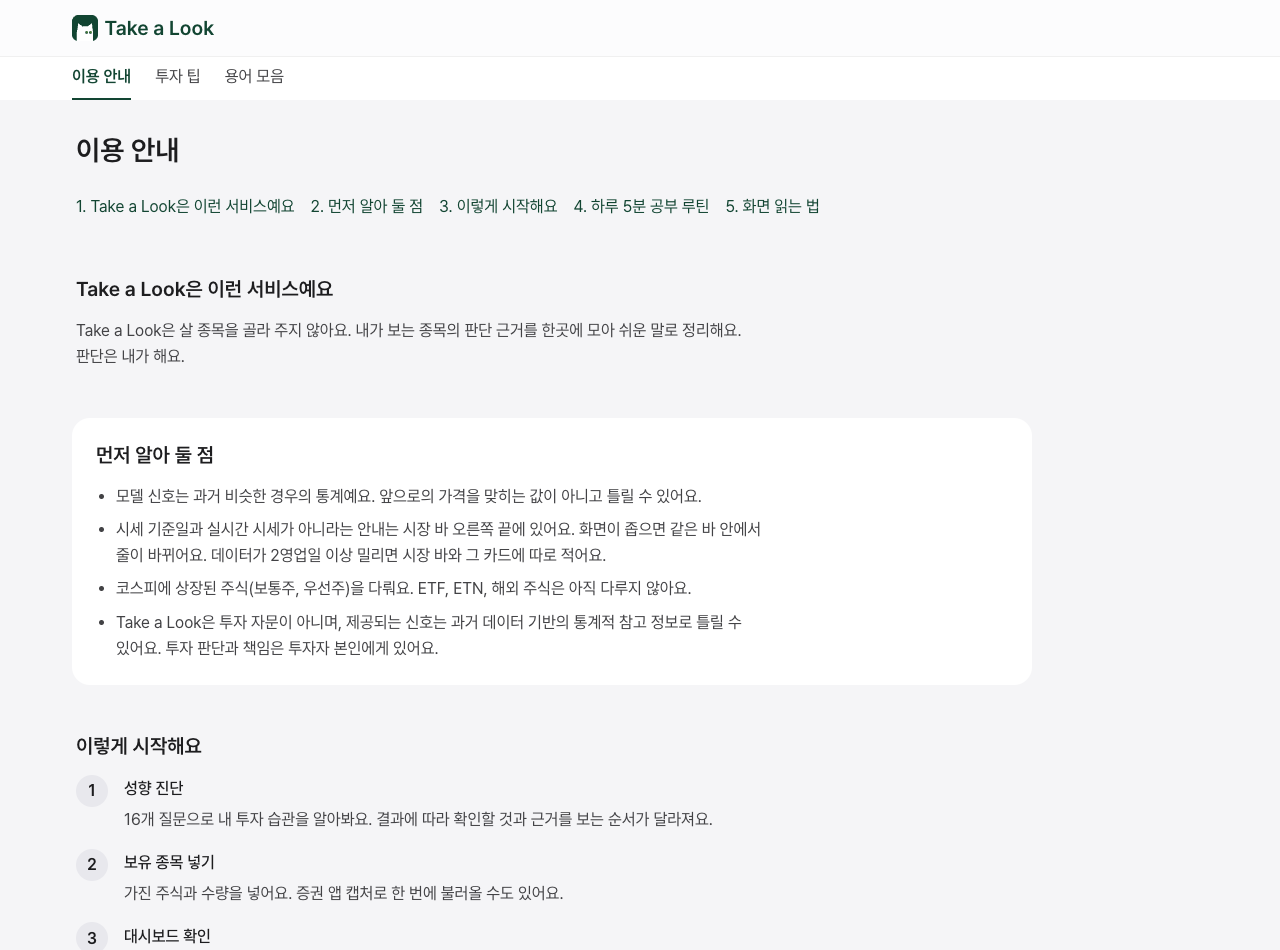 Take a Look
이용 안내 투자 팁 용어 모음
이용 안내
1. Take a Look은 이런 서비스예요 2. 먼저 알아 둘 점 3. 이렇게 시작해요 4. 하루 5분 공부 루틴 5. 화면 읽는 법
Take a Look은 이런 서비스예요
Take a Look은 살 종목을 골라 주지 않아요. 내가 보는 종목의 판단 근거를 한곳에 모아 쉬운 말로 정리해요.
판단은 내가 해요.
먼저 알아 둘 점
• 모델 신호는 과거 비슷한 경우의 통계예요. 앞으로의 가격을 맞히는 값이 아니고 틀릴 수 있어요.
• 시세 기준일과 실시간 시세가 아니라는 안내는 시장 바 오른쪽 끝에 있어요. 화면이 좁으면 같은 바 안에서
줄이 바뀌어요. 데이터가 2영업일 이상 밀리면 시장 바와 그 카드에 따로 적어요.
• 코스피에 상장된 주식(보통주, 우선주)을 다뤄요. ETF, ETN, 해외 주식은 아직 다루지 않아요.
• Take a Look은 투자 자문이 아니며, 제공되는 신호는 과거 데이터 기반의 통계적 참고 정보로 틀릴 수
있어요. 투자 판단과 책임은 투자자 본인에게 있어요.
이렇게 시작해요
1 성향 진단
16개 질문으로 내 투자 습관을 알아봐요. 결과에 따라 확인할 것과 근거를 보는 순서가 달라져요.
2 보유 종목 넣기
가진 주식과 수량을 넣어요. 증권 앱 캡처로 한 번에 불러올 수도 있어요.
3 대시보드 확인